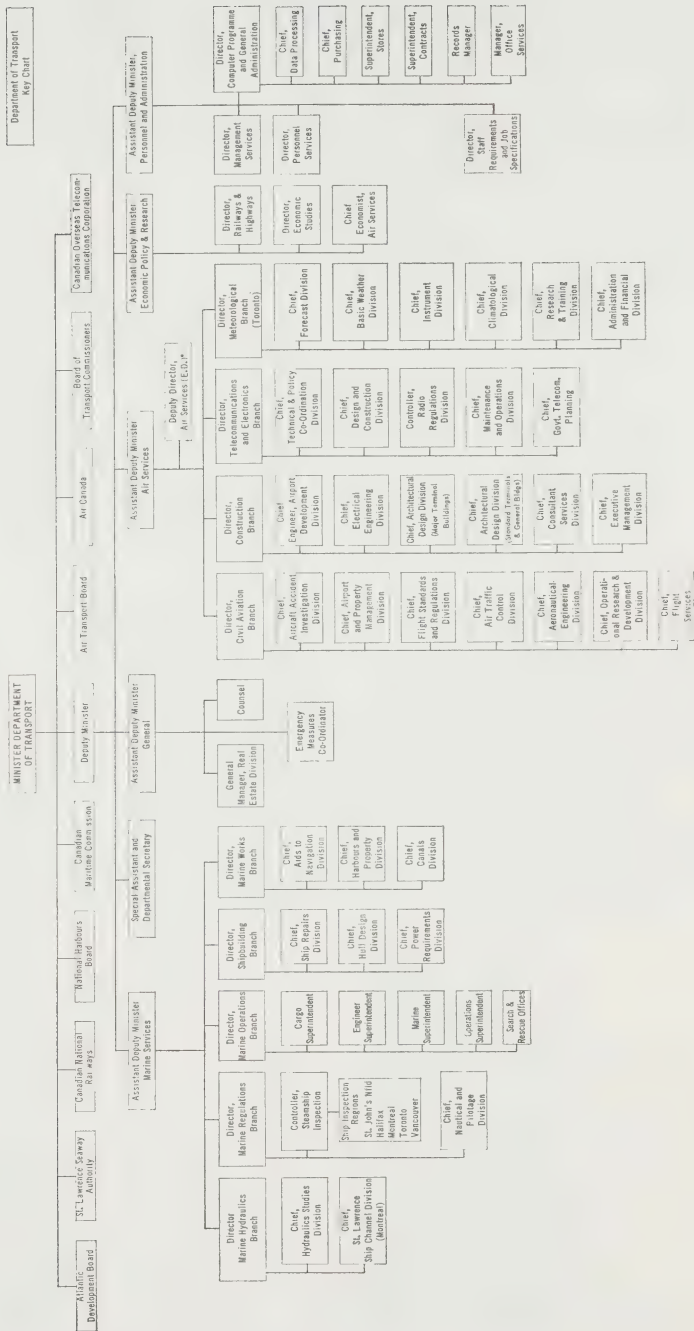 Department of Transport
Key Chart
MINISTER DEPARTMENT
OF TRANSPORT
Atlantic
Development Board
St. Lawrence Seaway
Authority
Canadian National
Railways
National Harbours
Board
Canadian
Maritime Commission
Deputy Minister
Air Transport Board
Air Canada
Board of
Transport Commissioners
Canadian Overseas Telecom-
munications Corporation
Assistant Deputy Minister
Marine Services
Special Assistant and
Departmental Secretary
Assistant Deputy Minister
General
Assistant Deputy Minister
Air Services
Assistant Deputy Minister
Economic Policy & Research
Assistant Deputy Minister,
Personnel and Administration
Director
Marine Hydraulics
Branch
Chief,
Hydraulics Studies
Division
Chief,
St. Lawrence
Ship Channel Division
(Montreal)
Director,
Marine Regulations
Branch
Controller,
Steamship
Inspection
Ship Inspection
Regions
St. John's Nfld
Halifax
Montreal
Toronto
Vancouver
Chief,
Nautical and
Pilotage
Division
Director,
Marine Operations
Branch
Cargo
Superintendent
Engineer
Superintendent
Marine
Superintendent
Operations
Superintendent
Search &
Rescue Offices
Director,
Shipbuilding
Branch
Chief,
Ship Repairs
Division
Chief,
Hull Design
Division
Chief,
Power
Requirements
Division
Director,
Marine Works
Branch
Chief,
Aids to
Navigation
Division
Chief,
Harbours and
Property
Division
Chief,
Canals
Division
General
Manager, Real
Estate Division
Counsel
Emergency
Measures
Co-Ordinator
Deputy Director,
Air Services (E.D.)*
Director,
Civil Aviation
Branch
Chief,
Aircraft Accident
Investigation
Division
Chief, Airport
and Property
Management
Division
Chief,
Flight Standards
and Regulations
Division
Chief,
Air Traffic
Control
Division
Chief,
Aeronautical
Engineering
Division
Chief, Operati-
onal Research &
Development
Division
Chief,
Flight
Services
Director,
Construction
Branch
Chief
Engineer, Airport
Development
Division
Chief,
Electrical
Engineering
Division
Chief, Architectural
Design Division
(Major Terminal
Buildings)
Chief,
Architectural
Design Division
(Standard Terminals
& General Bldgs)
Chief,
Consultant
Services
Division
Chief,
Executive
Management
Division
Director,
Telecommunications
and Electronics
Branch
Chief,
Technical & Policy
Co-Ordination
Division
Chief,
Design and
Construction
Division
Controller,
Radio
Regulations
Division
Chief,
Maintenance
and Operations
Division
Chief,
Govt. Telecom.
Planning
Director,
Meteorological
Branch
(Toronto)
Chief,
Forecast Division
Chief,
Basic Weather
Division
Chief,
Instrument
Division
Chief,
Climatological
Division
Chief,
Research
& Training
Division
Chief,
Administration
and Financial
Division
Director,
Railways &
Highways
Director,
Economic
Studies
Chief
Economist,
Air Services
Director,
Management
Services
Director,
Personnel
Services
Director,
Staff
Requirements
and Job
Specifications
Director,
Computer Programme
and General
Administration
Chief,
Data Processing
Chief,
Purchasing
Superintendent,
Stores
Superintendent,
Contracts
Records
Manager
Manager,
Office
Services